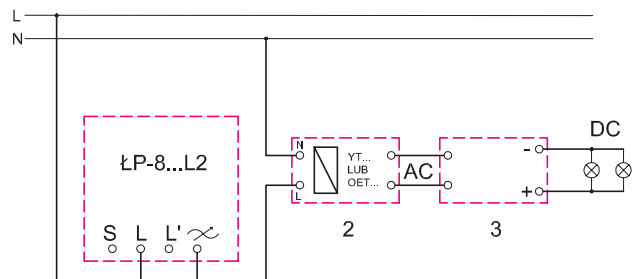 L
N
ŁP-8...L2
S L L'
N
L
YT...
LUB
OET...
AC
-
+
DC
2
3